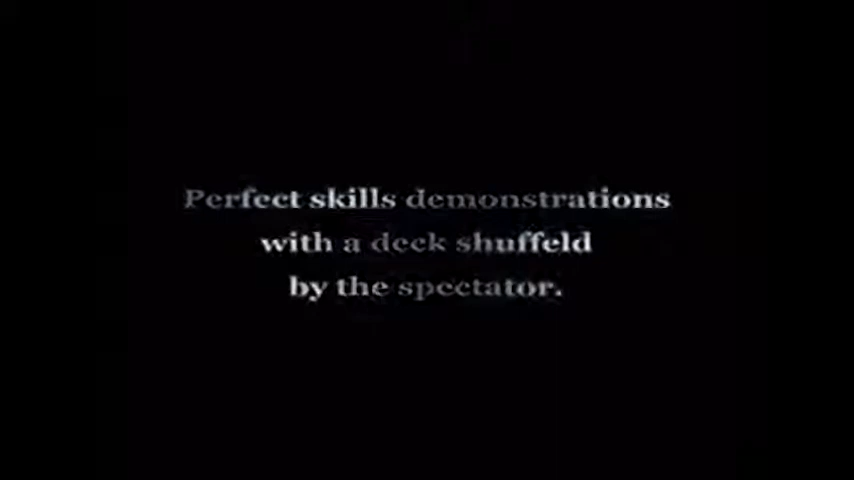 Perfect skills demonstrations
with a deck shuffeld
by the spectator.